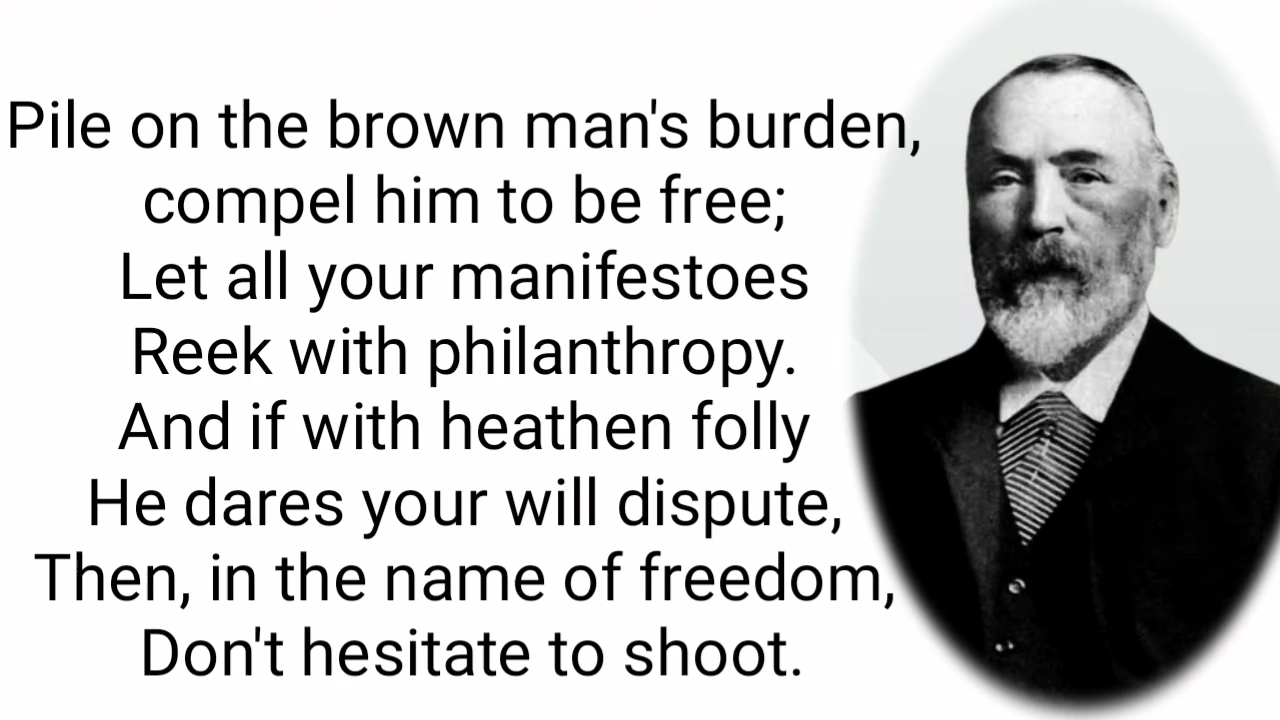 Pile on the brown man's burden,
compel him to be free;
Let all your manifestoes
Reek with philanthropy.
And if with heathen folly
He dares your will dispute,
Then, in the name of freedom,
Don't hesitate to shoot.